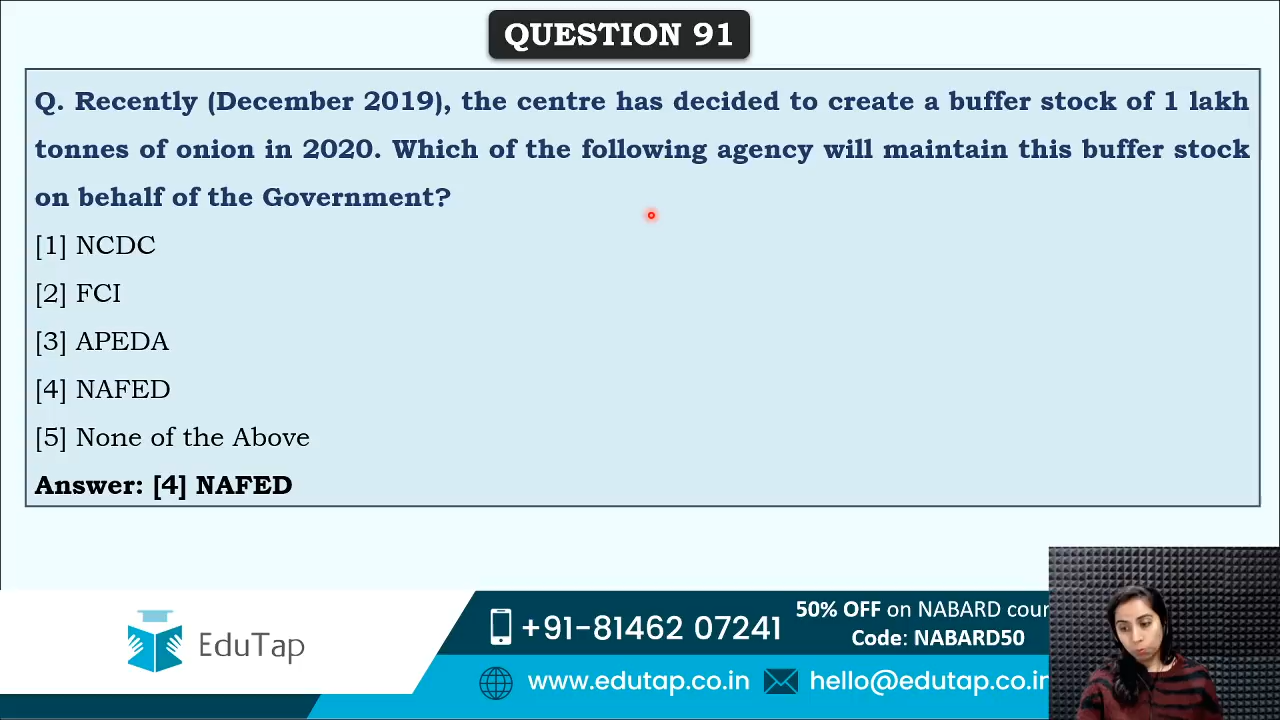 QUESTION 91
Q. Recently (December 2019), the centre has decided to create a buffer stock of 1 lakh
tonnes of onion in 2020. Which of the following agency will maintain this buffer stock
on behalf of the Government?
[1] NCDC
[2] FCI
[3] APEDA
[4] NAFED
[5] None of the Above
Answer: [4] NAFED
EduTap
+91-81462 07241
50% OFF on NABARD cour
Code: NABARD50
www.edutap.co.in
hello@edutap.co.in